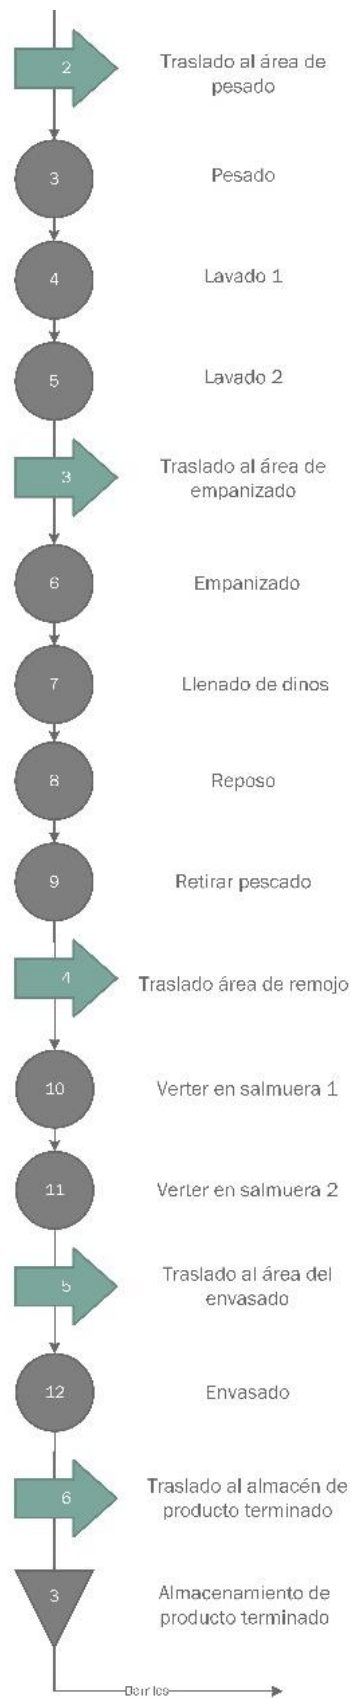 2
Traslado al área de
pesado
3
Pesado
4
Lavado 1
5
Lavado 2
3
Traslado al área de
empanizado
6
Empanizado
7
Llenado de dinos
8
Reposo
9
Retirar pescado
4
Traslado área de remojo
10
Verter en salmuera 1
11
Verter en salmuera 2
5
Traslado al área del
envasado
12
Envasado
6
Traslado al almacén de
producto terminado
3
Almacenamiento de
producto terminado